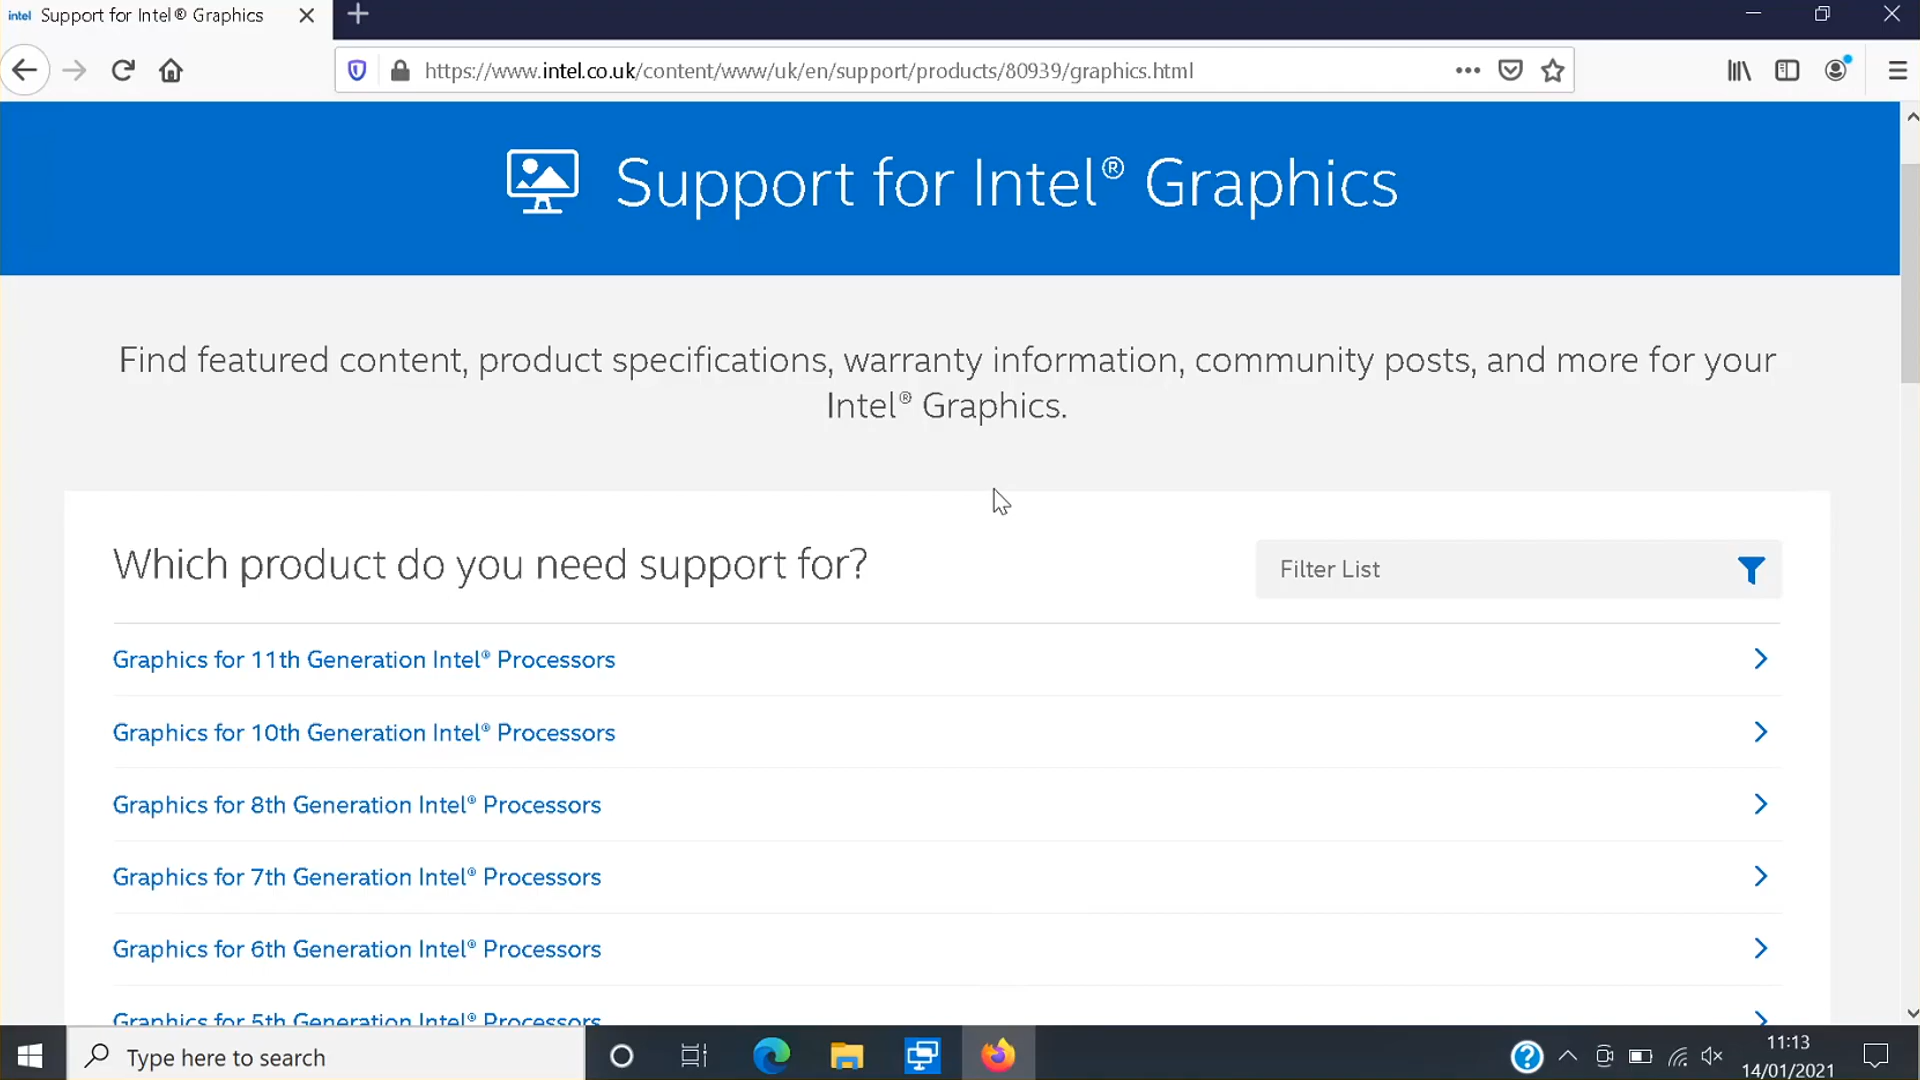 intel Support for Intel® Graphics
https://www.intel.co.uk/content/www/uk/en/support/products/80939/graphics.html
Support for Intel® Graphics
Find featured content, product specifications, warranty information, community posts, and more for your
Intel® Graphics.
Which product do you need support for?
Filter List
Graphics for 11th Generation Intel® Processors
Graphics for 10th Generation Intel® Processors
Graphics for 8th Generation Intel® Processors
Graphics for 7th Generation Intel® Processors
Graphics for 6th Generation Intel® Processors
Graphics for 5th Generation Intel® Processors
Type here to search
11:13
14/01/2021